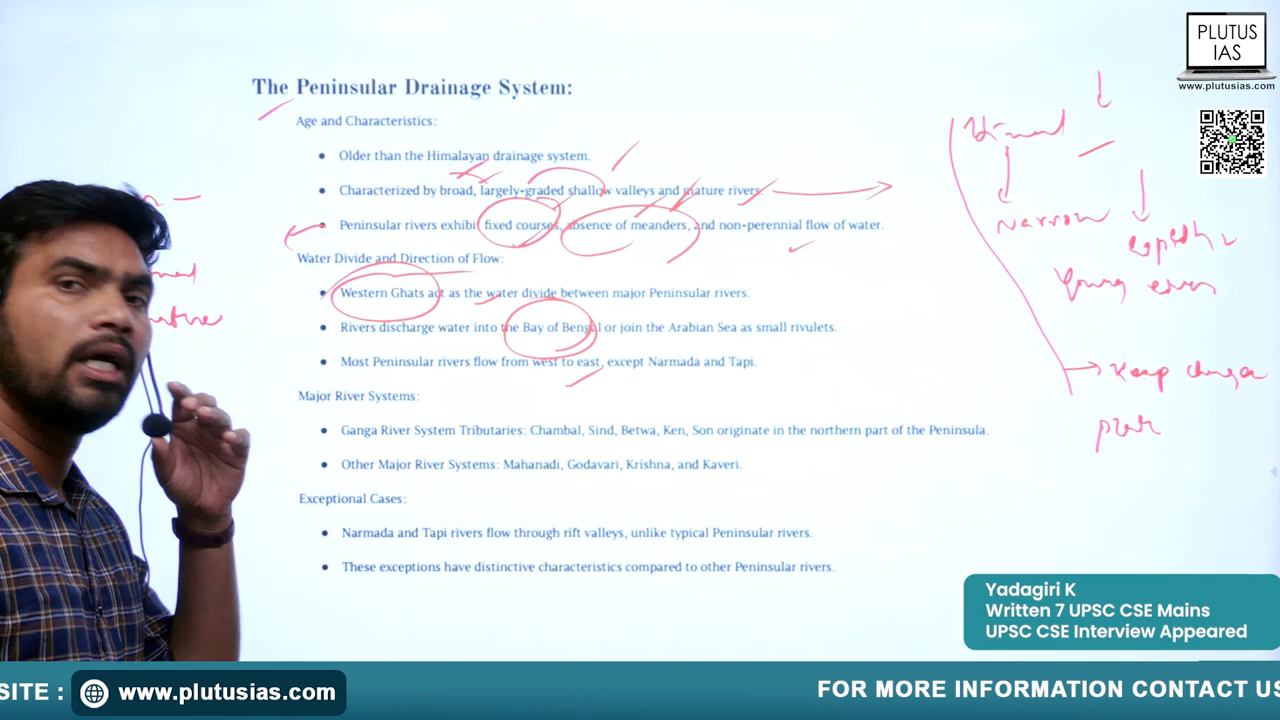 PLUTUS
IAS
www.plutusias.com
The Peninsular Drainage System:
Age and Characteristics:
• Older than the Himalayan drainage system.
• Characterized by broad, largely-graded shallow valleys and mature rivers.
• Peninsular rivers exhibit fixed courses, absence of meanders, and non-perennial flow of water.
Water Divide and Direction of Flow:
• Western Ghats act as the water divide between major Peninsular rivers.
• Rivers discharge water into the Bay of Bengal or join the Arabian Sea as small rivulets.
• Most Peninsular rivers flow from west to east, except Narmada and Tapi.
Major River Systems:
• Ganga River System Tributaries: Chambal, Sind, Betwa, Ken, Son originate in the northern part of the Peninsula.
• Other Major River Systems: Mahanadi, Godavari, Krishna, and Kaveri.
Exceptional Cases:
• Narmada and Tapi rivers flow through rift valleys, unlike typical Peninsular rivers.
• These exceptions have distinctive characteristics compared to other Peninsular rivers.
Narrow
Young
Keep
Yadagiri K
Written 7 UPSC CSE Mains
UPSC CSE Interview Appeared
SITE : www.plutusias.com
FOR MORE INFORMATION CONTACT US